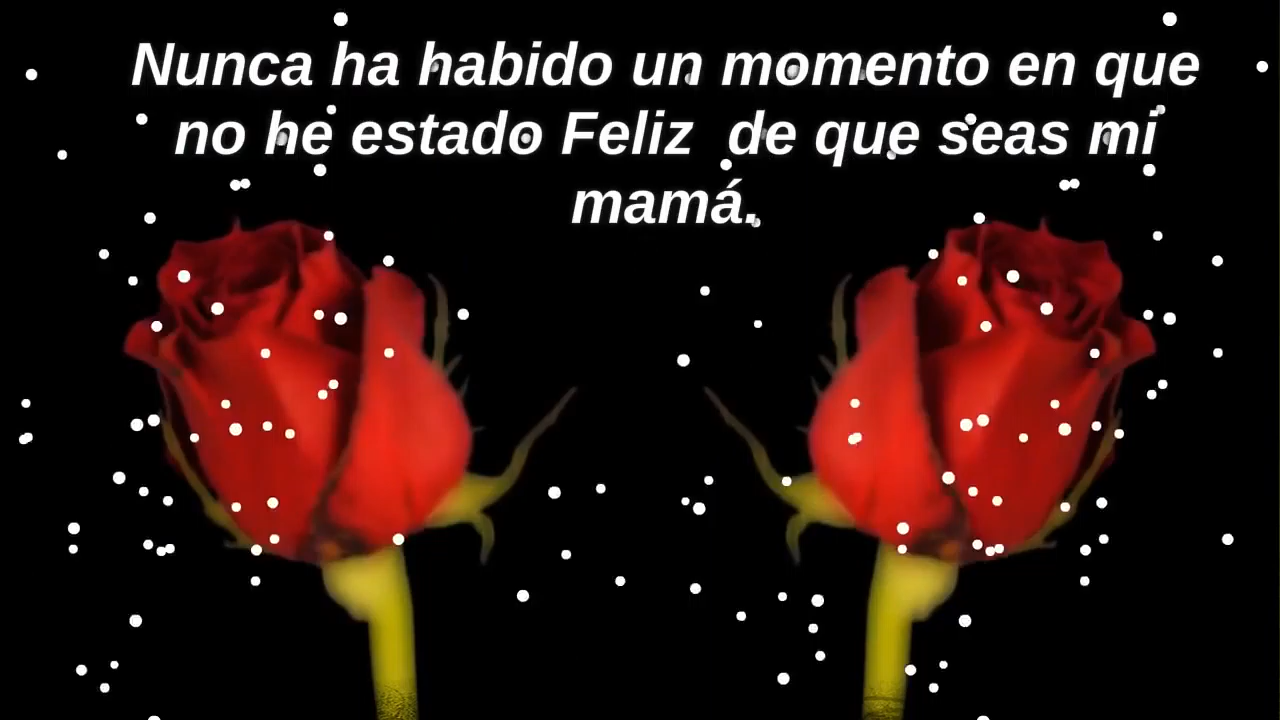 Nunca ha habido un momento en que
no he estado Feliz  de que seas mi
mamá.